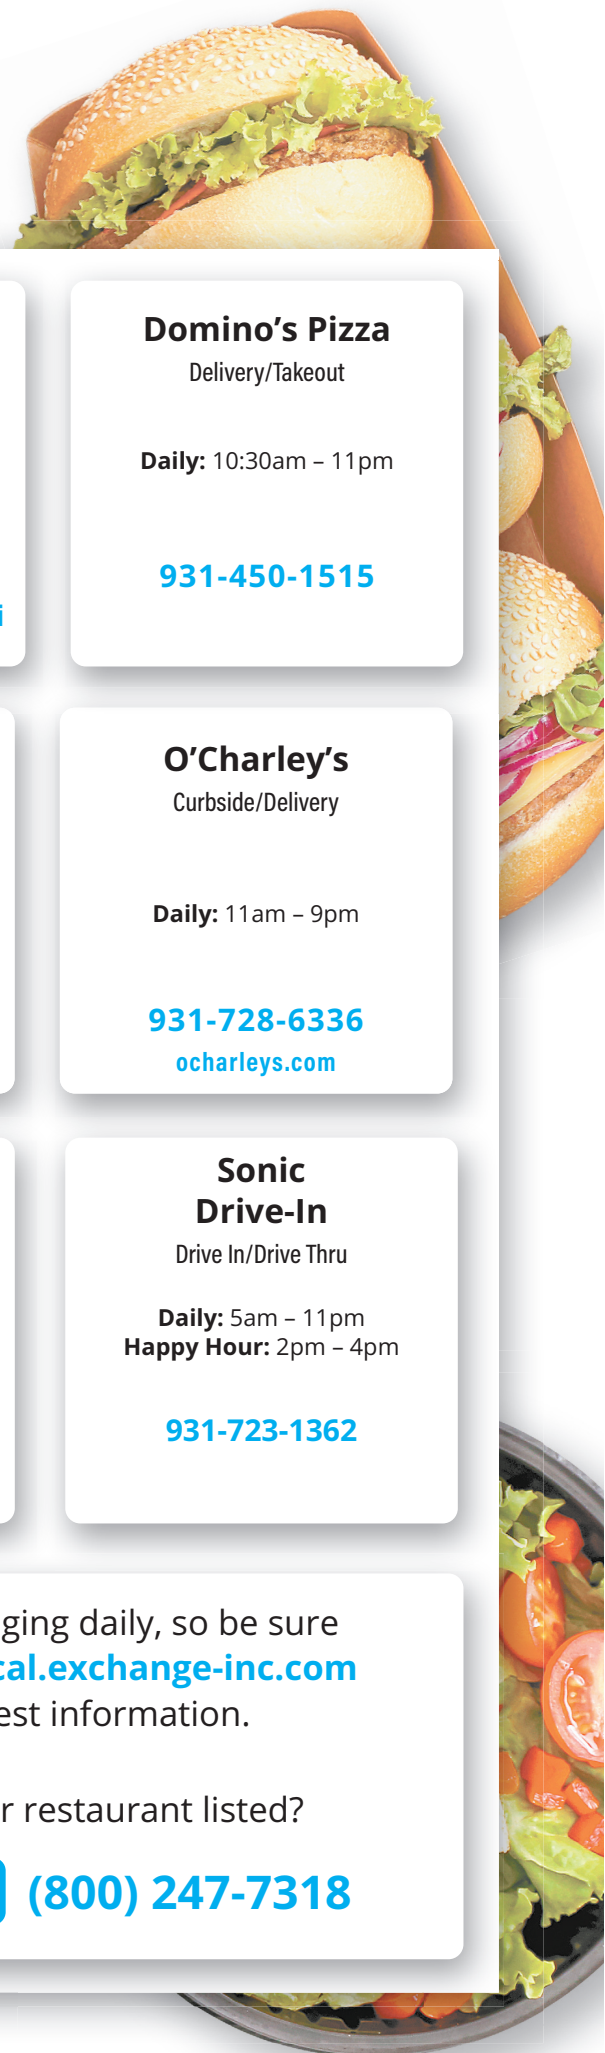 Domino’s Pizza
Delivery/Takeout
Daily: 10:30am – 11pm
931-450-1515
i
O’Charley’s
Curbside/Delivery
Daily: 11am – 9pm
931-728-6336
ocharleys.com
Sonic
Drive-In
Drive In/Drive Thru
Daily: 5am – 11pm
Happy Hour: 2pm – 4pm
931-723-1362
ging daily, so be sure
cal.exchange-inc.com
est information.
r restaurant listed?
(800) 247-7318